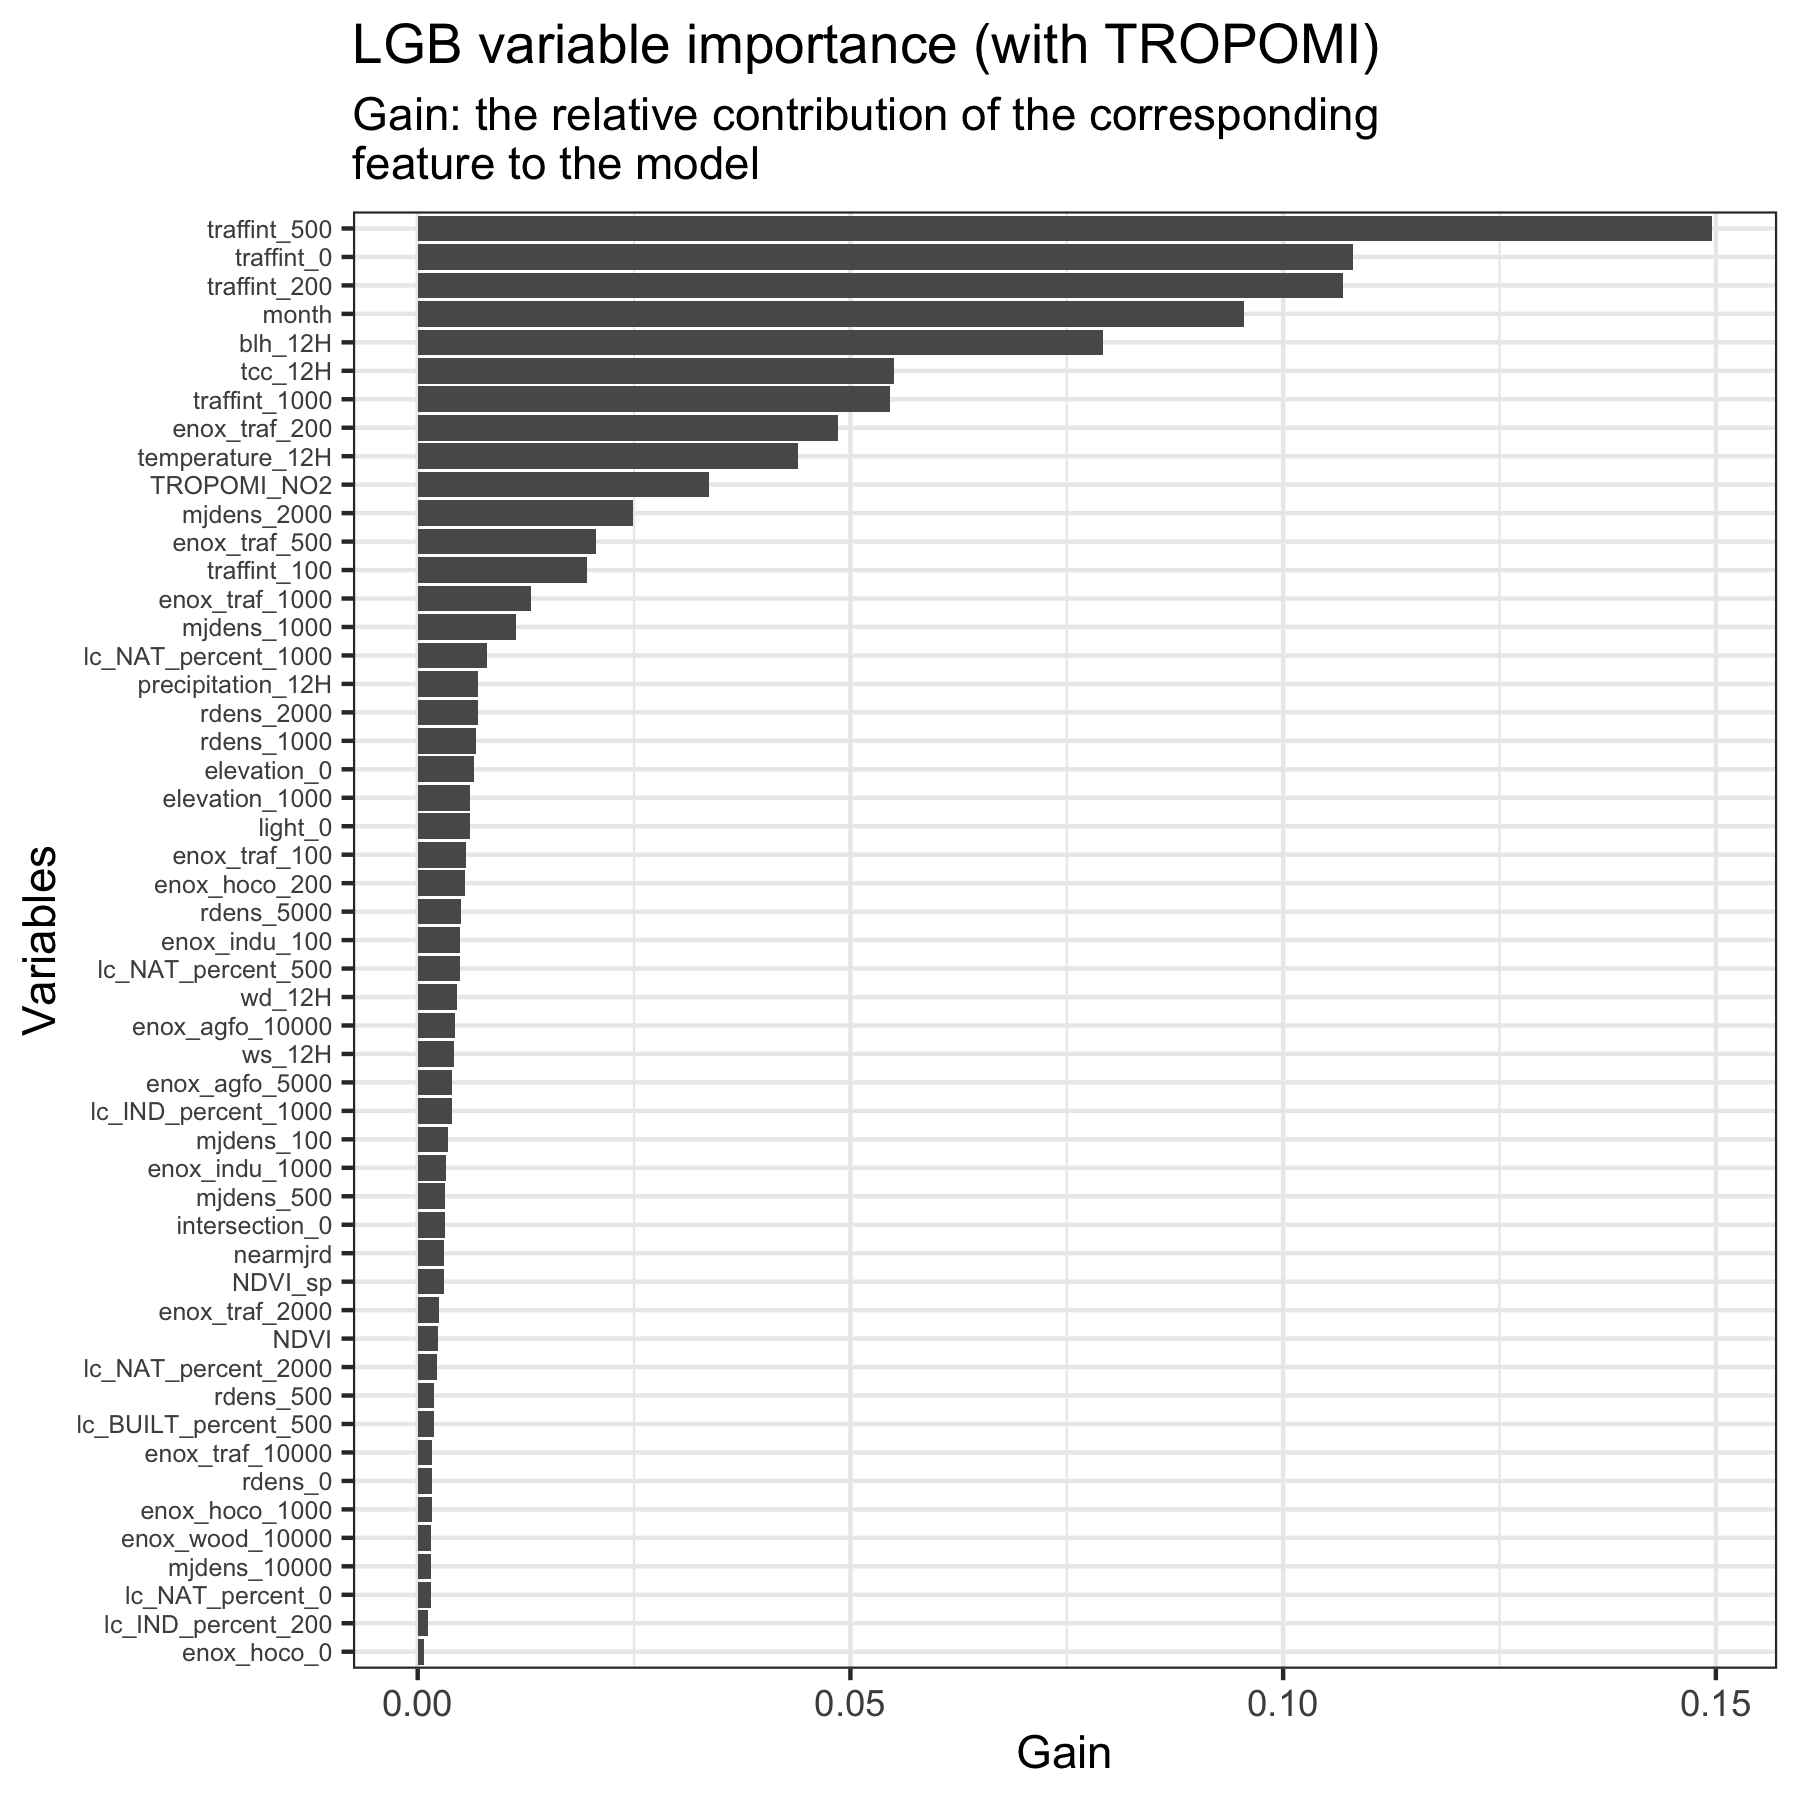 LGB variable importance (with TROPOMI)
Gain: the relative contribution of the corresponding
feature to the model
traffint_500
traffint_0
traffint_200
month
blh_12H
tcc_12H
traffint_1000
enox_traf_200
temperature_12H
TROPOMI_NO2
mjdens_2000
enox_traf_500
traffint_100
enox_traf_1000
mjdens_1000
lc_NAT_percent_1000
precipitation_12H
rdens_2000
rdens_1000
elevation_0
elevation_1000
light_0
enox_traf_100
enox_hoco_200
rdens_5000
enox_indu_100
lc_NAT_percent_500
wd_12H
enox_agfo_10000
ws_12H
enox_agfo_5000
lc_IND_percent_1000
mjdens_100
enox_indu_1000
mjdens_500
intersection_0
nearmjrd
NDVI_sp
enox_traf_2000
NDVI
lc_NAT_percent_2000
rdens_500
lc_BUILT_percent_500
enox_traf_10000
rdens_0
enox_hoco_1000
enox_wood_10000
mjdens_10000
lc_NAT_percent_0
lc_IND_percent_200
enox_hoco_0
Variables
0.00 0.05 0.10 0.15
Gain